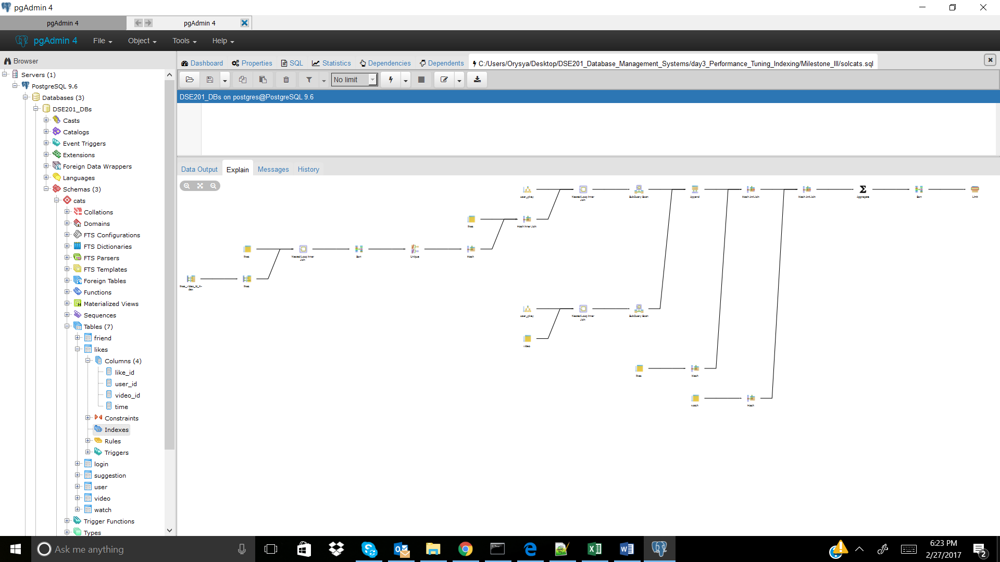 pgAdmin 4
pgAdmin 4
pgAdmin 4
pgAdmin 4
File
Object
Tools
Help
Browser
Dashboard
Properties
SQL
Statistics
Dependencies
Dependents
C:/Users/Orysya/Desktop/DSE201_Database_Management_Systems/day3_Performance_Tuning_Indexing/Milestone_III/solcats.sql
No limit
DSE201_DBs on postgres@PostgreSQL 9.6
Servers (1)
PostgreSQL 9.6
Databases (3)
DSE201_DBs
Casts
Catalogs
Event Triggers
Extensions
Foreign Data Wrappers
Languages
Schemas (3)
cats
Collations
Domains
FTS Configurations
FTS Dictionaries
FTS Parsers
FTS Templates
Foreign Tables
Functions
Materialized Views
Sequences
Tables (7)
friend
likes
Columns (4)
like_id
user_id
video_id
time
Constraints
Indexes
Rules
Triggers
login
suggestion
user
video
watch
Trigger Functions
Types
Data Output
Explain
Messages
History
user_pkey
Nested Loop Inner
Join
SubQuery Scan
Append
Hash Anti Join
Hash Anti Join
Aggregate
Sort
Limit
likes
Hash Inner Join
likes
Nested Loop Inner
Join
Sort
Unique
Hash
likes_video_id_in-
dex
likes
user_pkey
Nested Loop Inner
Join
SubQuery Scan
video
likes
Hash
watch
Hash
Ask me anything
6:23 PM
2/27/2017
2